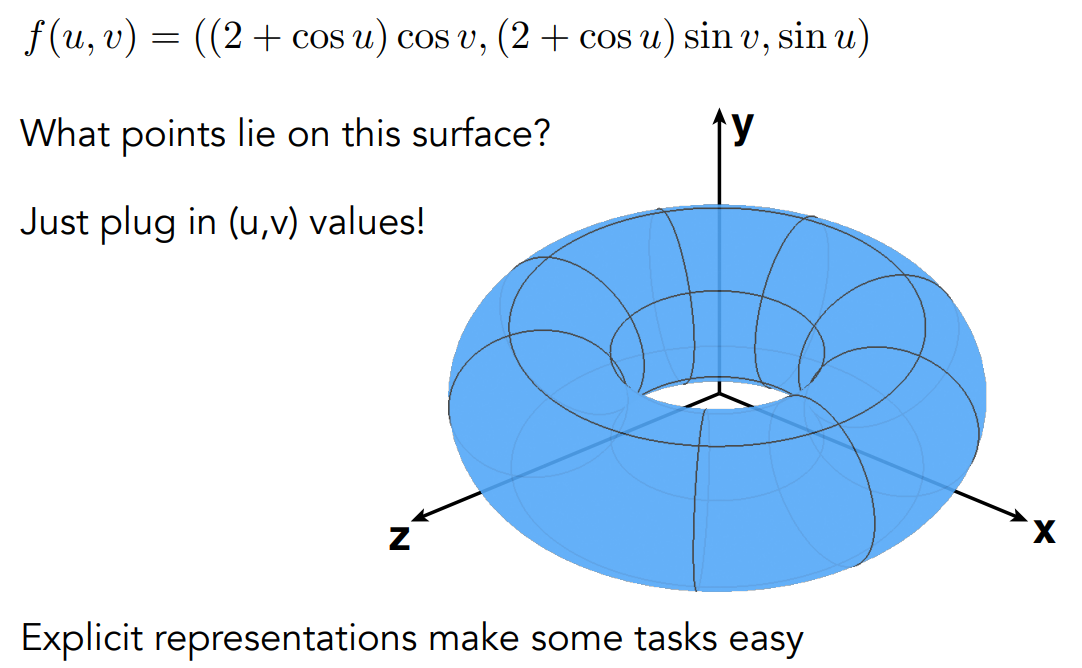 f(u, v) = ((2 + cos u) cos v, (2 + cos u) sin v, sin u)
What points lie on this surface?
y
Just plug in (u,v) values!
z
x
Explicit representations make some tasks easy